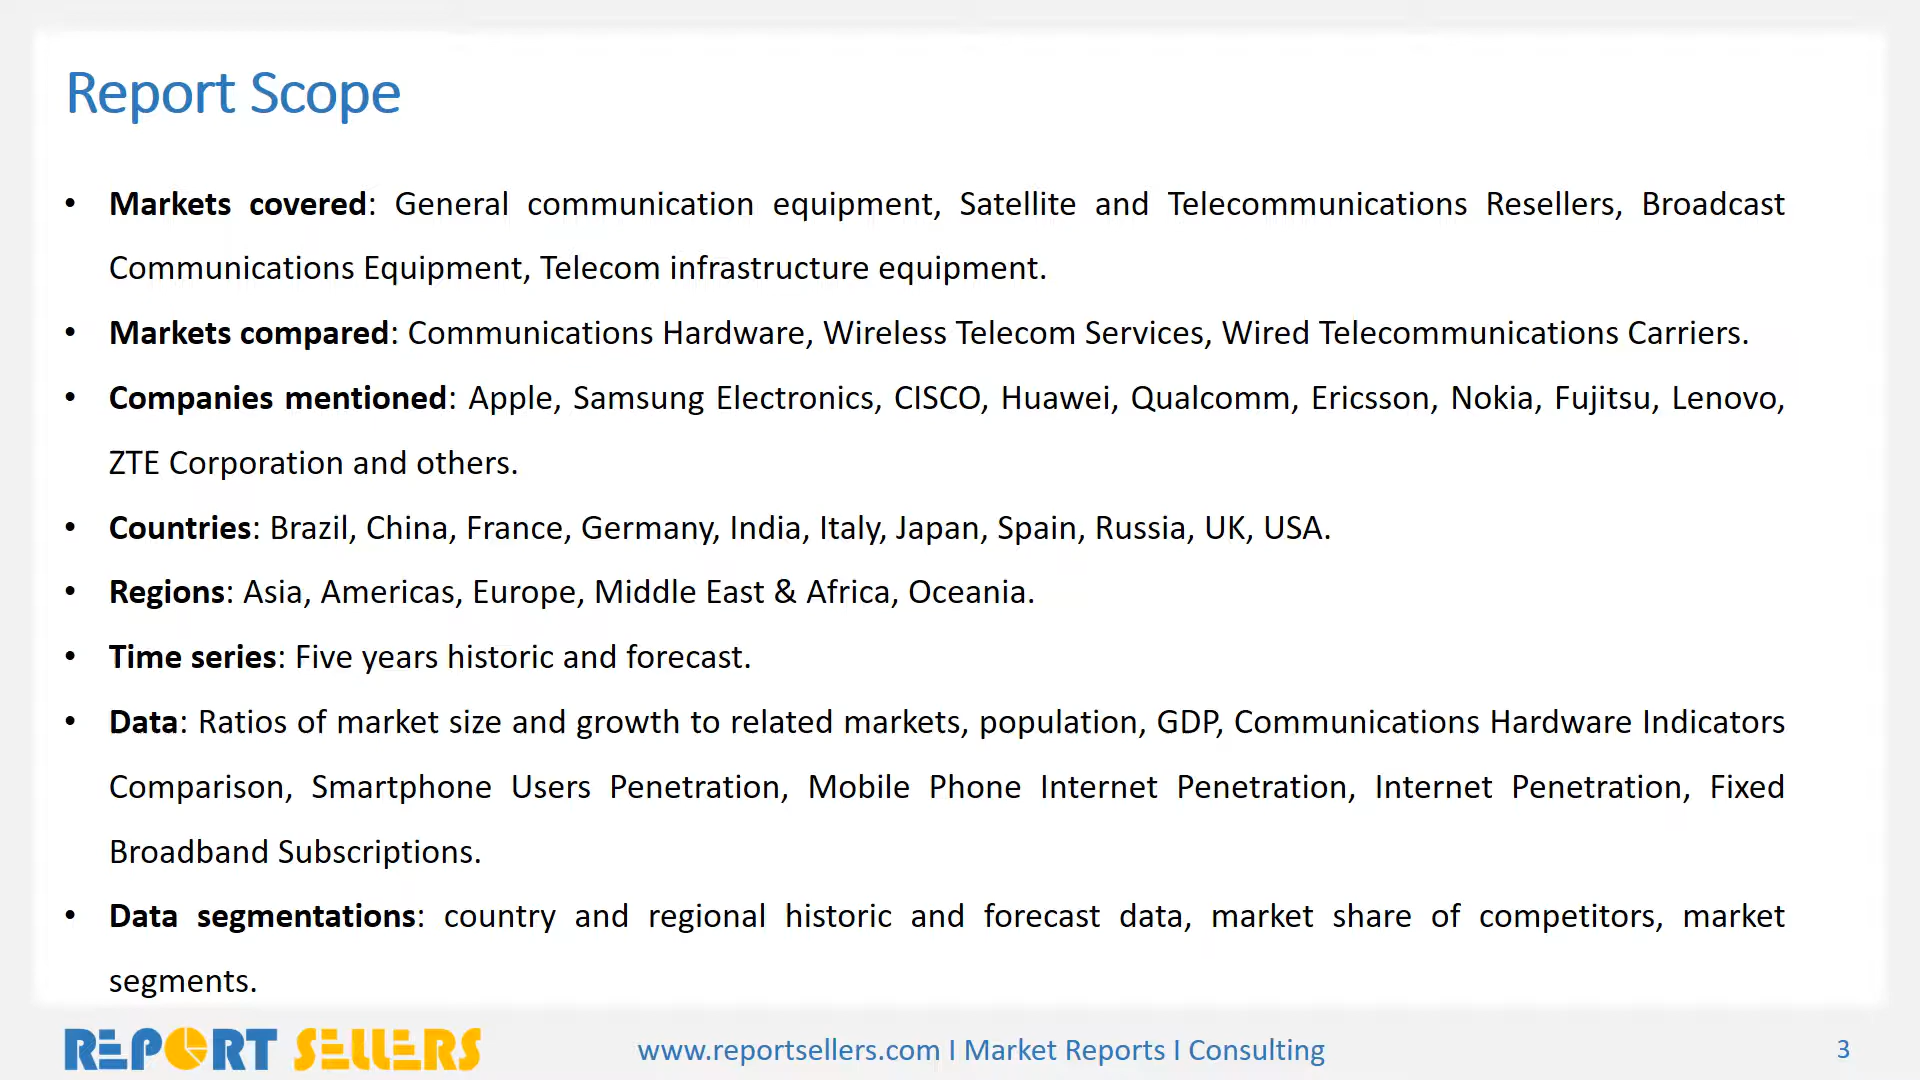 Report Scope
• Markets covered: General communication equipment, Satellite and Telecommunications Resellers, Broadcast
Communications Equipment, Telecom infrastructure equipment.
• Markets compared: Communications Hardware, Wireless Telecom Services, Wired Telecommunications Carriers.
• Companies mentioned: Apple, Samsung Electronics, CISCO, Huawei, Qualcomm, Ericsson, Nokia, Fujitsu, Lenovo,
ZTE Corporation and others.
• Countries: Brazil, China, France, Germany, India, Italy, Japan, Spain, Russia, UK, USA.
• Regions: Asia, Americas, Europe, Middle East & Africa, Oceania.
• Time series: Five years historic and forecast.
• Data: Ratios of market size and growth to related markets, population, GDP, Communications Hardware Indicators
Comparison, Smartphone Users Penetration, Mobile Phone Internet Penetration, Internet Penetration, Fixed
Broadband Subscriptions.
• Data segmentations: country and regional historic and forecast data, market share of competitors, market
segments.
REPORT SELLERS
www.reportsellers.com I Market Reports I Consulting
3